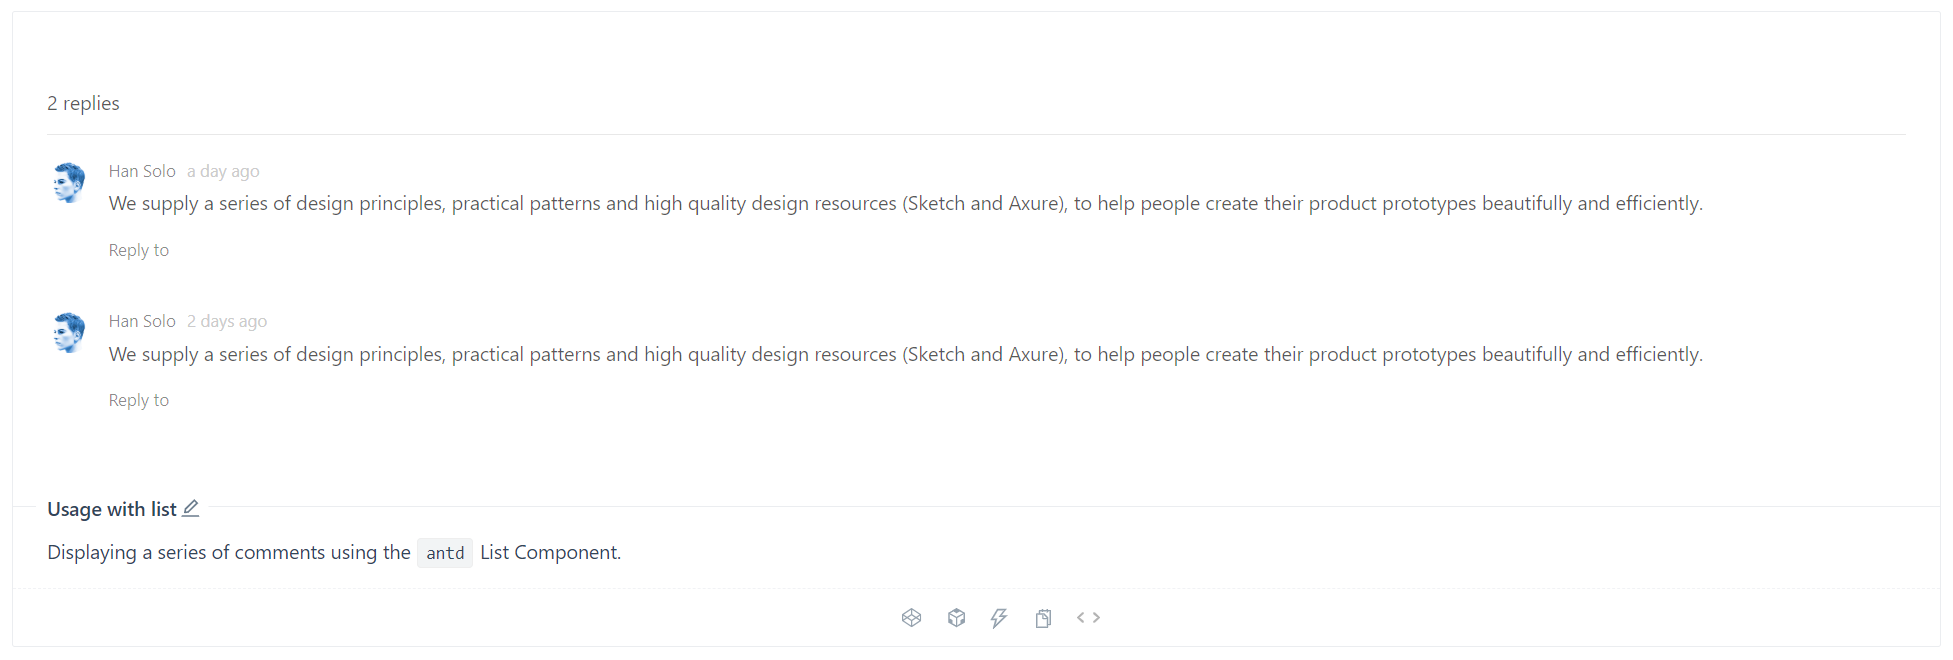 2 replies
Han Solo a day ago
We supply a series of design principles, practical patterns and high quality design resources (Sketch and Axure), to help people create their product prototypes beautifully and efficiently.
Reply to
Han Solo 2 days ago
We supply a series of design principles, practical patterns and high quality design resources (Sketch and Axure), to help people create their product prototypes beautifully and efficiently.
Reply to
Usage with list
Displaying a series of comments using the antd List Component.